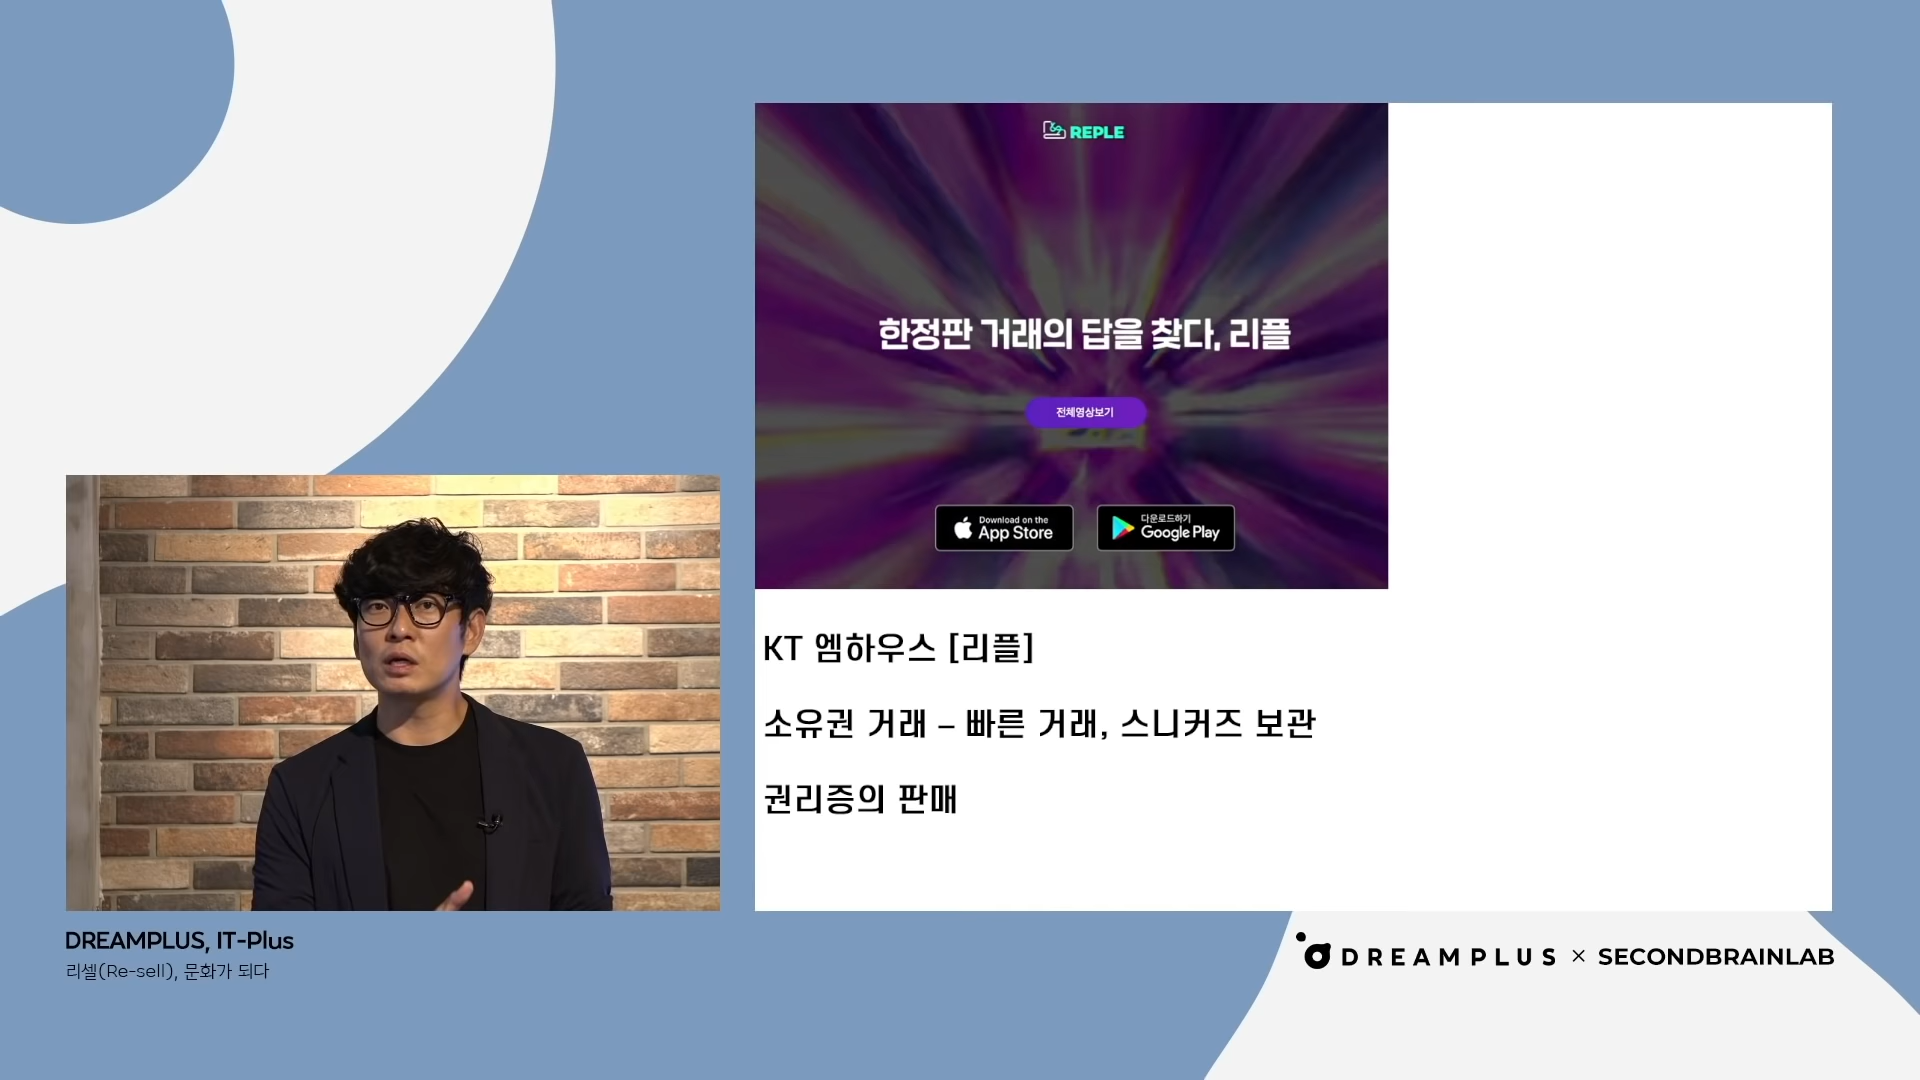 REPLE
한정판 거래의 답을 찾다, 리플
전체영상보기
Download on the
App Store
다운로드하기
Google Play
KT 엠하우스 [리플]
소유권 거래 – 빠른 거래, 스니커즈 보관
권리증의 판매
DREAMPLUS, IT-Plus
리셀(Re-sell), 문화가 되다
DREAMPLUS × SECONDBRAINLAB